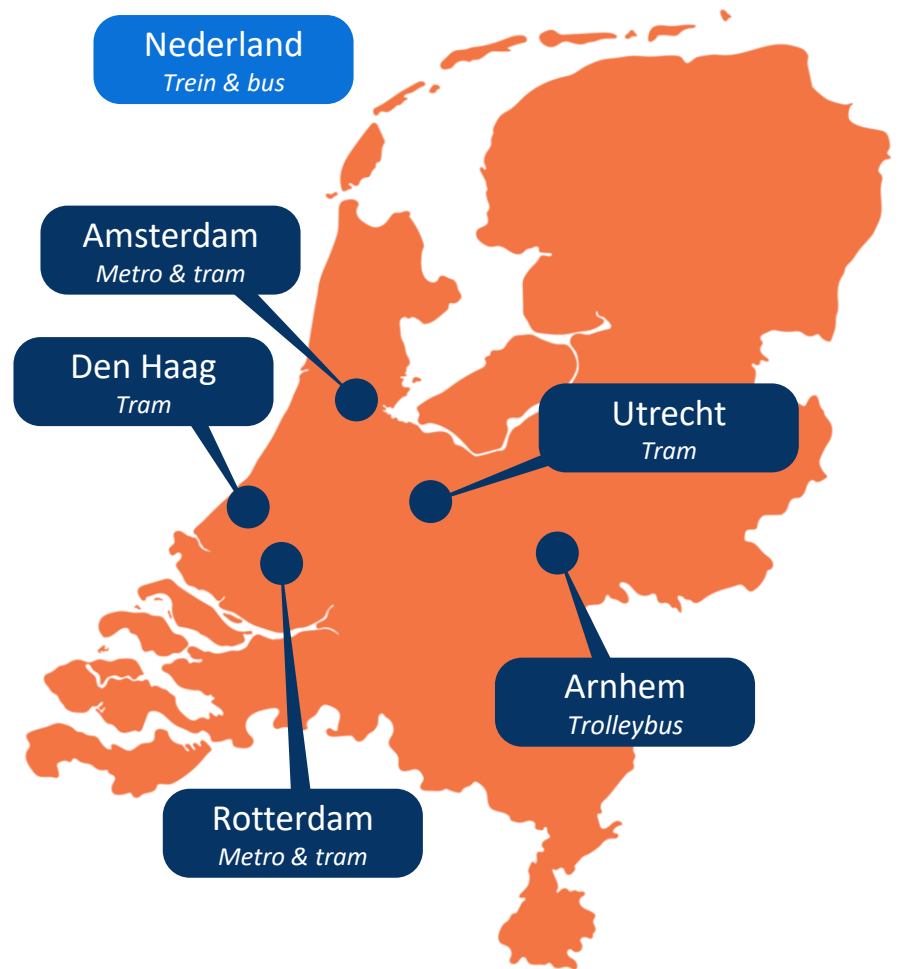 Nederland
Trein & bus
Amsterdam
Metro & tram
Den Haag
Tram
Utrecht
Tram
Arnhem
Trolleybus
Rotterdam
Metro & tram